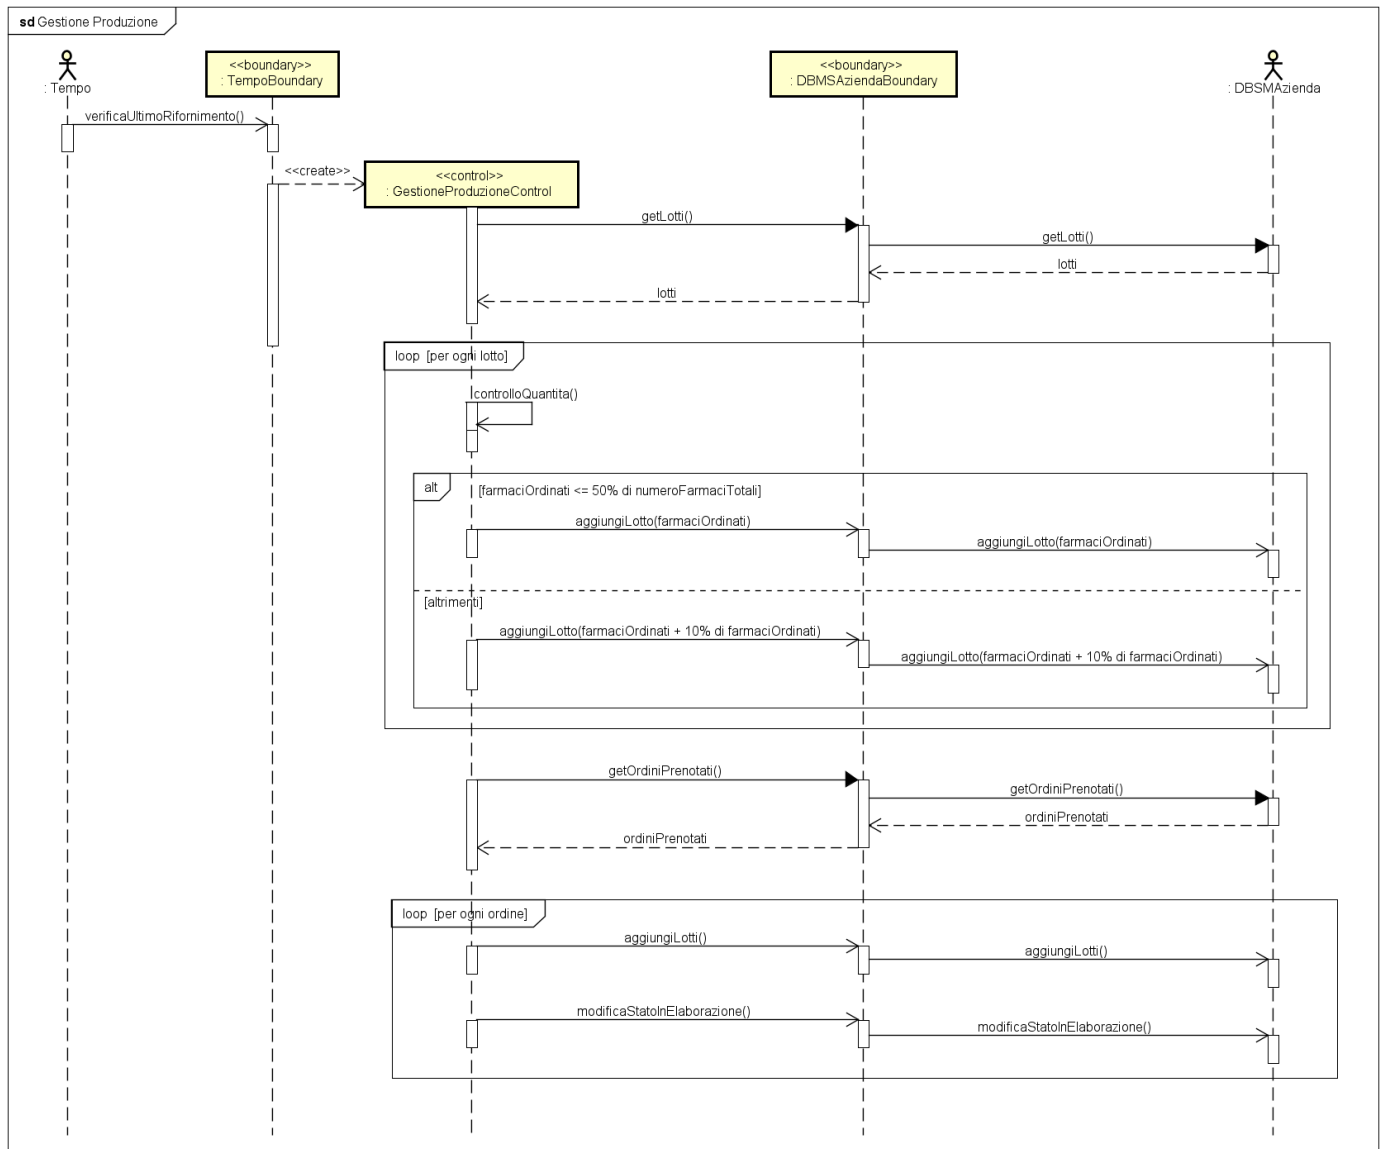 sd Gestione Produzione
: Tempo
<<boundary>>
: TempoBoundary
<<boundary>>
: DBMSAziendaBoundary
: DBSMAzienda
verificaUltimoRifornimento()
<<create>>
<<control>>
: GestioneProduzioneControl
getLotti()
getLotti()
lotti
lotti
loop [per ogni lotto]
controlloQuantita()
alt
[farmaciOrdinati <= 50% di numeroFarmaciTotali]
aggiungiLotto(farmaciOrdinati)
aggiungiLotto(farmaciOrdinati)
[altrimenti]
aggiungiLotto(farmaciOrdinati + 10% di farmaciOrdinati)
aggiungiLotto(farmaciOrdinati + 10% di farmaciOrdinati)
getOrdiniPrenotati()
getOrdiniPrenotati()
ordiniPrenotati
ordiniPrenotati
loop [per ogni ordine]
aggiungiLotti()
aggiungiLotti()
modificaStatoInElaborazione()
modificaStatoInElaborazione()